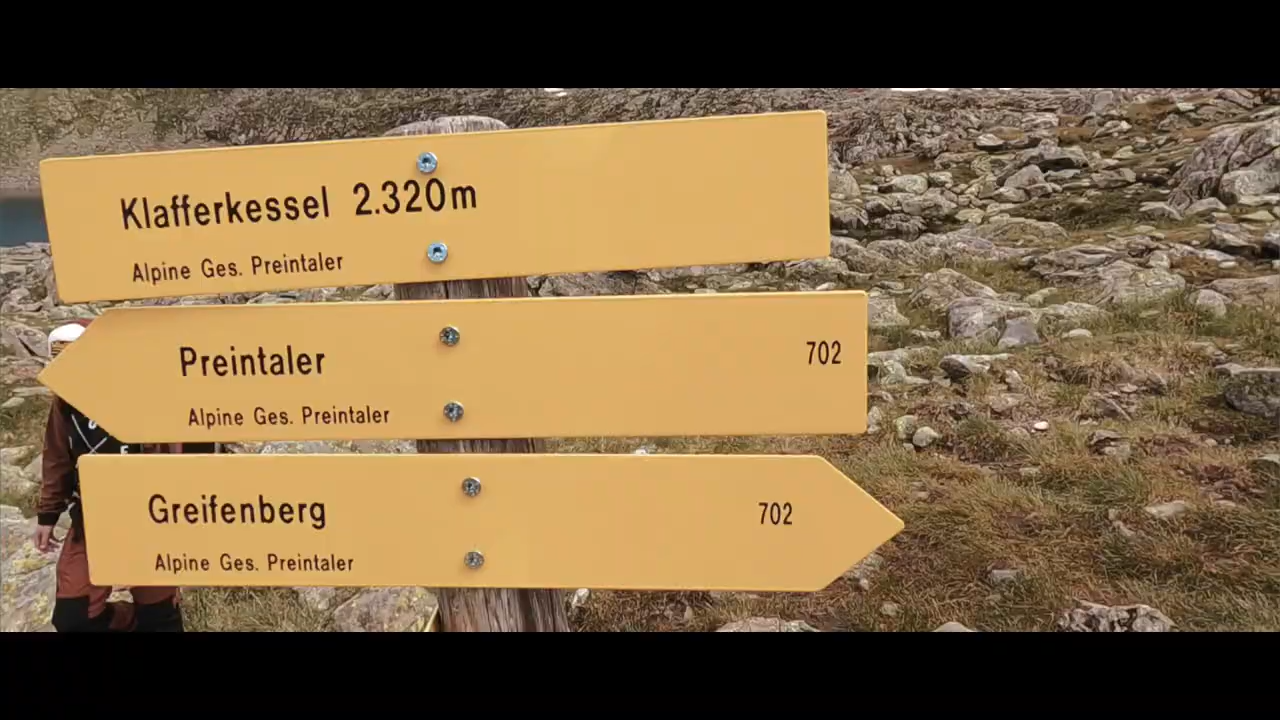 Klafferkessel 2.320m
Alpine Ges. Preintaler
Preintaler 702
Alpine Ges. Preintaler
Greifenberg 702
Alpine Ges. Preintaler